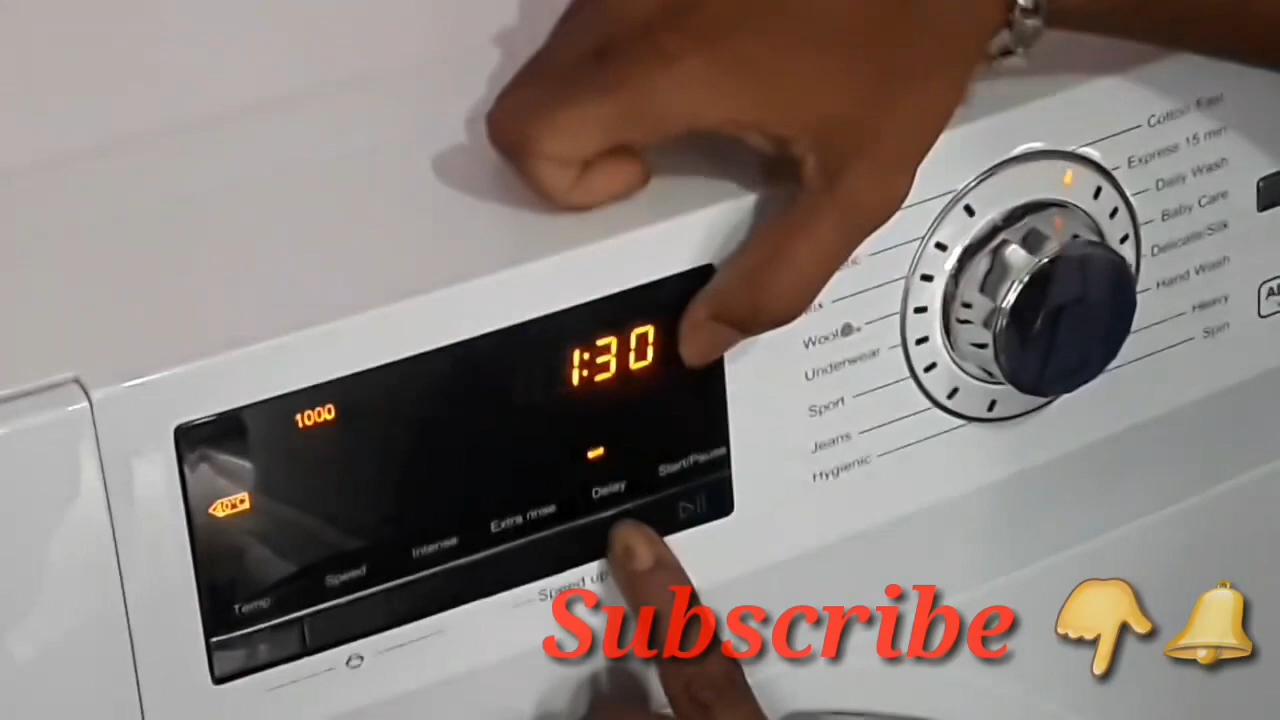 1000
1:30
40°C
Temp
Speed
Intense
Extra rinse
Delay
Start/Pause
Speed up
Cotton Fast
Express 15 min
Daily Wash
Baby Care
Delicate/Silk
Hand Wash
Heavy
Spin
Wool
Underwear
Sport
Jeans
Hygienic
Subscribe